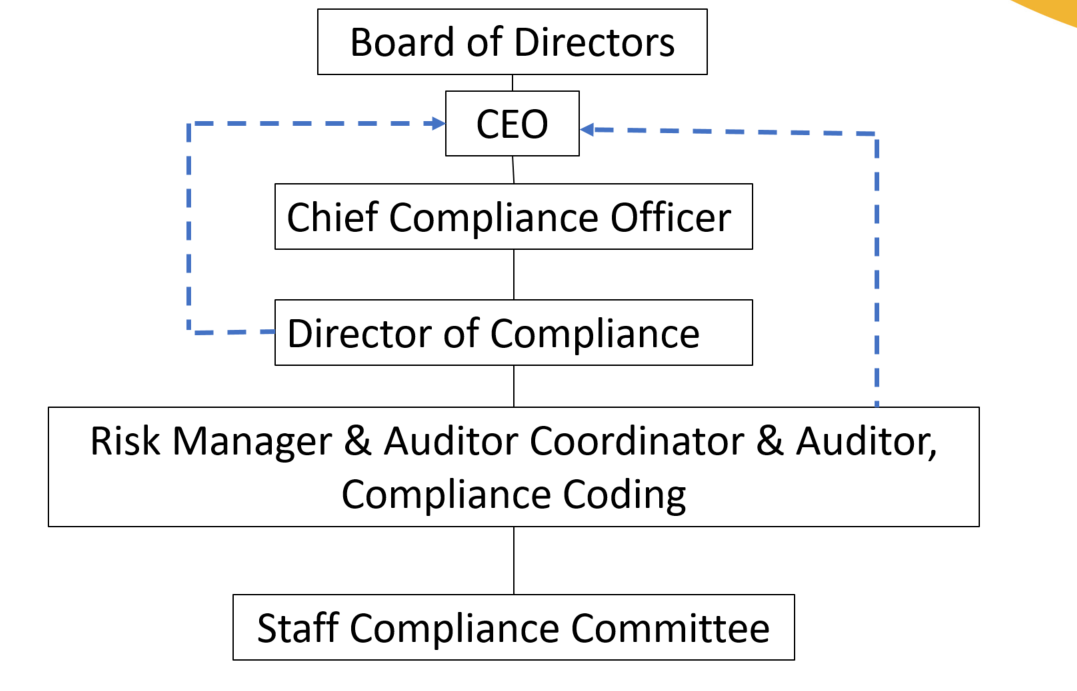 Board of Directors
CEO
Chief Compliance Officer
Director of Compliance
Risk Manager & Auditor Coordinator & Auditor,
Compliance Coding
Staff Compliance Committee